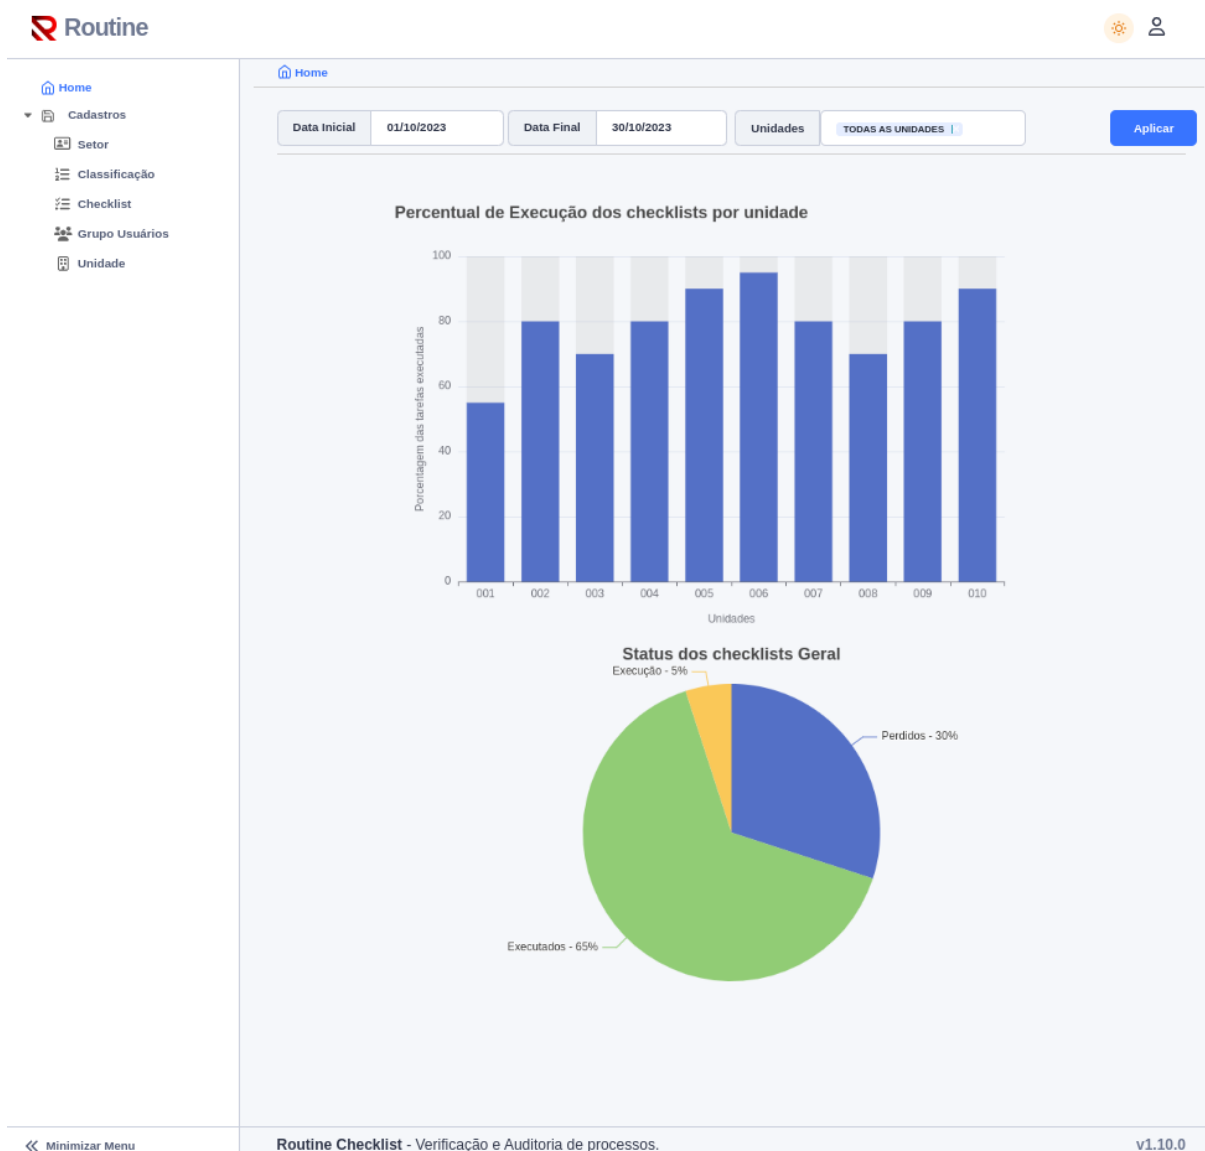 Routine
Home
Cadastros
Setor
Classificação
Checklist
Grupo Usuários
Unidade
Minimizar Menu
Home
Data Inicial 01/10/2023 Data Final 30/10/2023 Unidades TODAS AS UNIDADES Aplicar
Percentual de Execução dos checklists por unidade
Porcentagem das tarefas executadas
100
80
60
40
20
0
001 002 003 004 005 006 007 008 009 010
Unidades
Status dos checklists Geral
Execução - 5%
Perdidos - 30%
Executados - 65%
Routine Checklist - Verificação e Auditoria de processos. v1.10.0